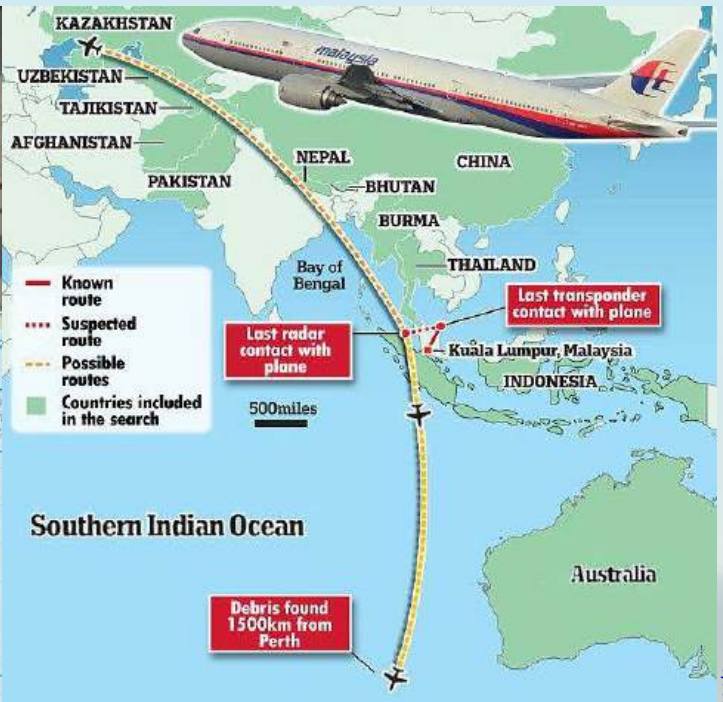 KAZAKHSTAN
malaysia
UZBEKISTAN
TAJIKISTAN
AFGHANISTAN
NEPAL
CHINA
PAKISTAN
BHUTAN
BURMA
Bay of
Bengal
THAILAND
Known
route
Suspected
route
Possible
routes
Countries included
in the search
Last transponder
contact with plane
Last radar
contact with
plane
Kuala Lumpur, Malaysia
INDONESIA
500miles
Southern Indian Ocean
Australia
Debris found
1500km from
Perth